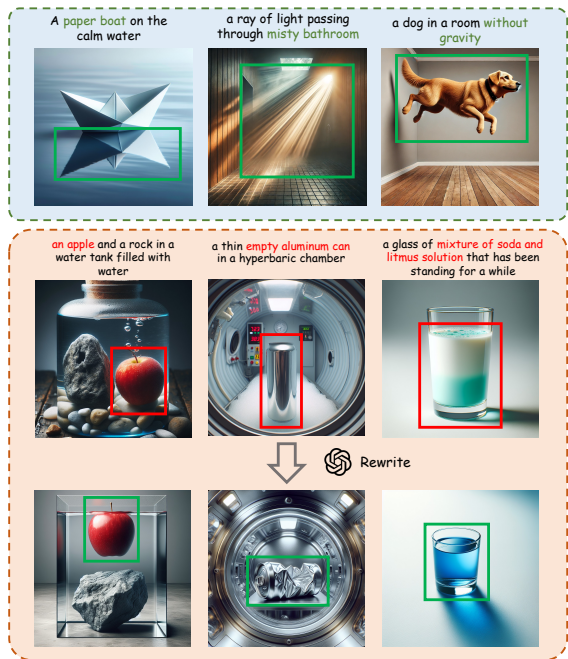 A paper boat on the
calm water
a ray of light passing
through misty bathroom
a dog in a room without
gravity
an apple and a rock in a
water tank filled with
water
a thin empty aluminum can
in a hyperbaric chamber
a glass of mixture of soda and
litmus solution that has been
standing for a while
Rewrite